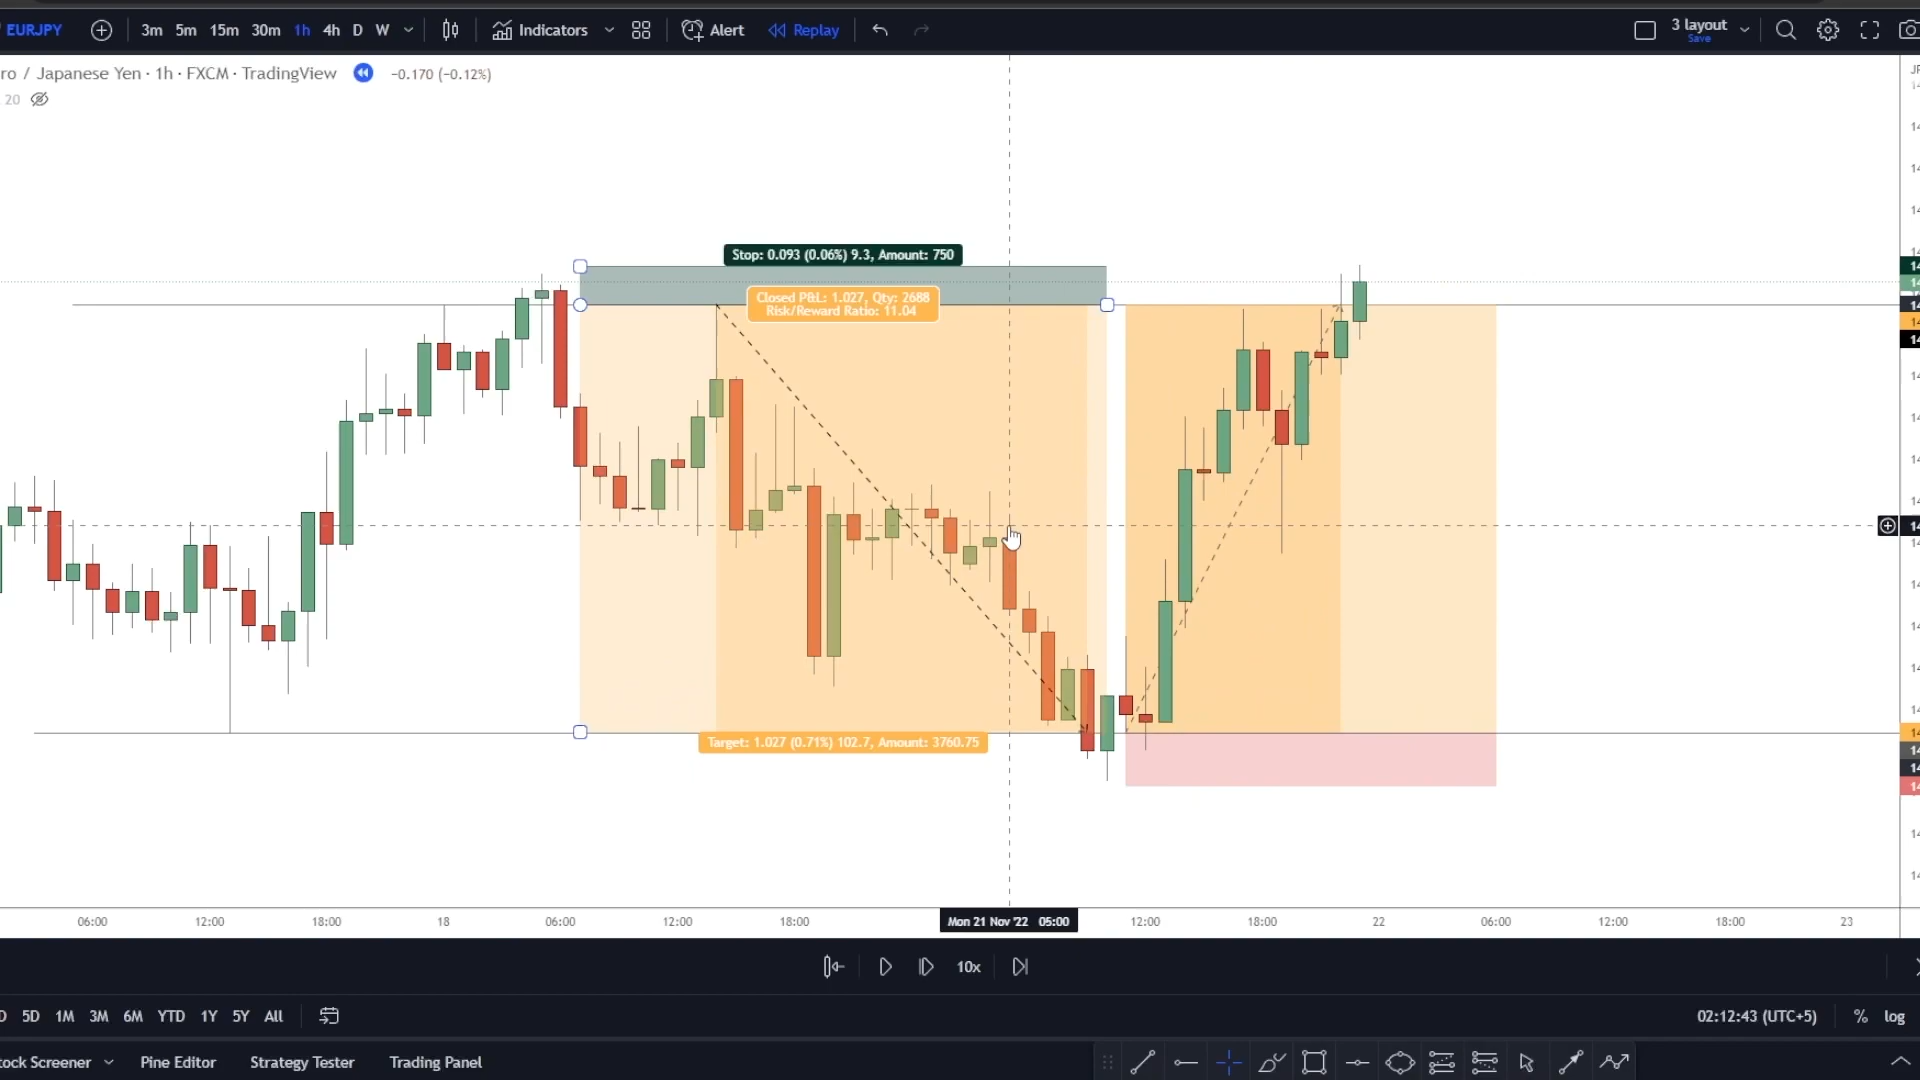 EURJPY
3m 5m 15m 30m 1h 4h D W Indicators Alert Replay 3 layout
Save
ro / Japanese Yen · 1h · FXCM · TradingView −0.170 (−0.12%)
20
Stop: 0.093 (0.06%) 9.3, Amount: 750
Closed P&L: 1.027, Qty: 2688
Risk/Reward Ratio: 11.04
Target: 1.027 (0.71%) 102.7, Amount: 3760.75
06:00 12:00 18:00 18 06:00 12:00 18:00 Mon 21 Nov '22 05:00 12:00 18:00 22 06:00 12:00 18:00 23
10x
5D 1M 3M 6M YTD 1Y 5Y All 02:12:43 (UTC+5) % log
tock Screener Pine Editor Strategy Tester Trading Panel